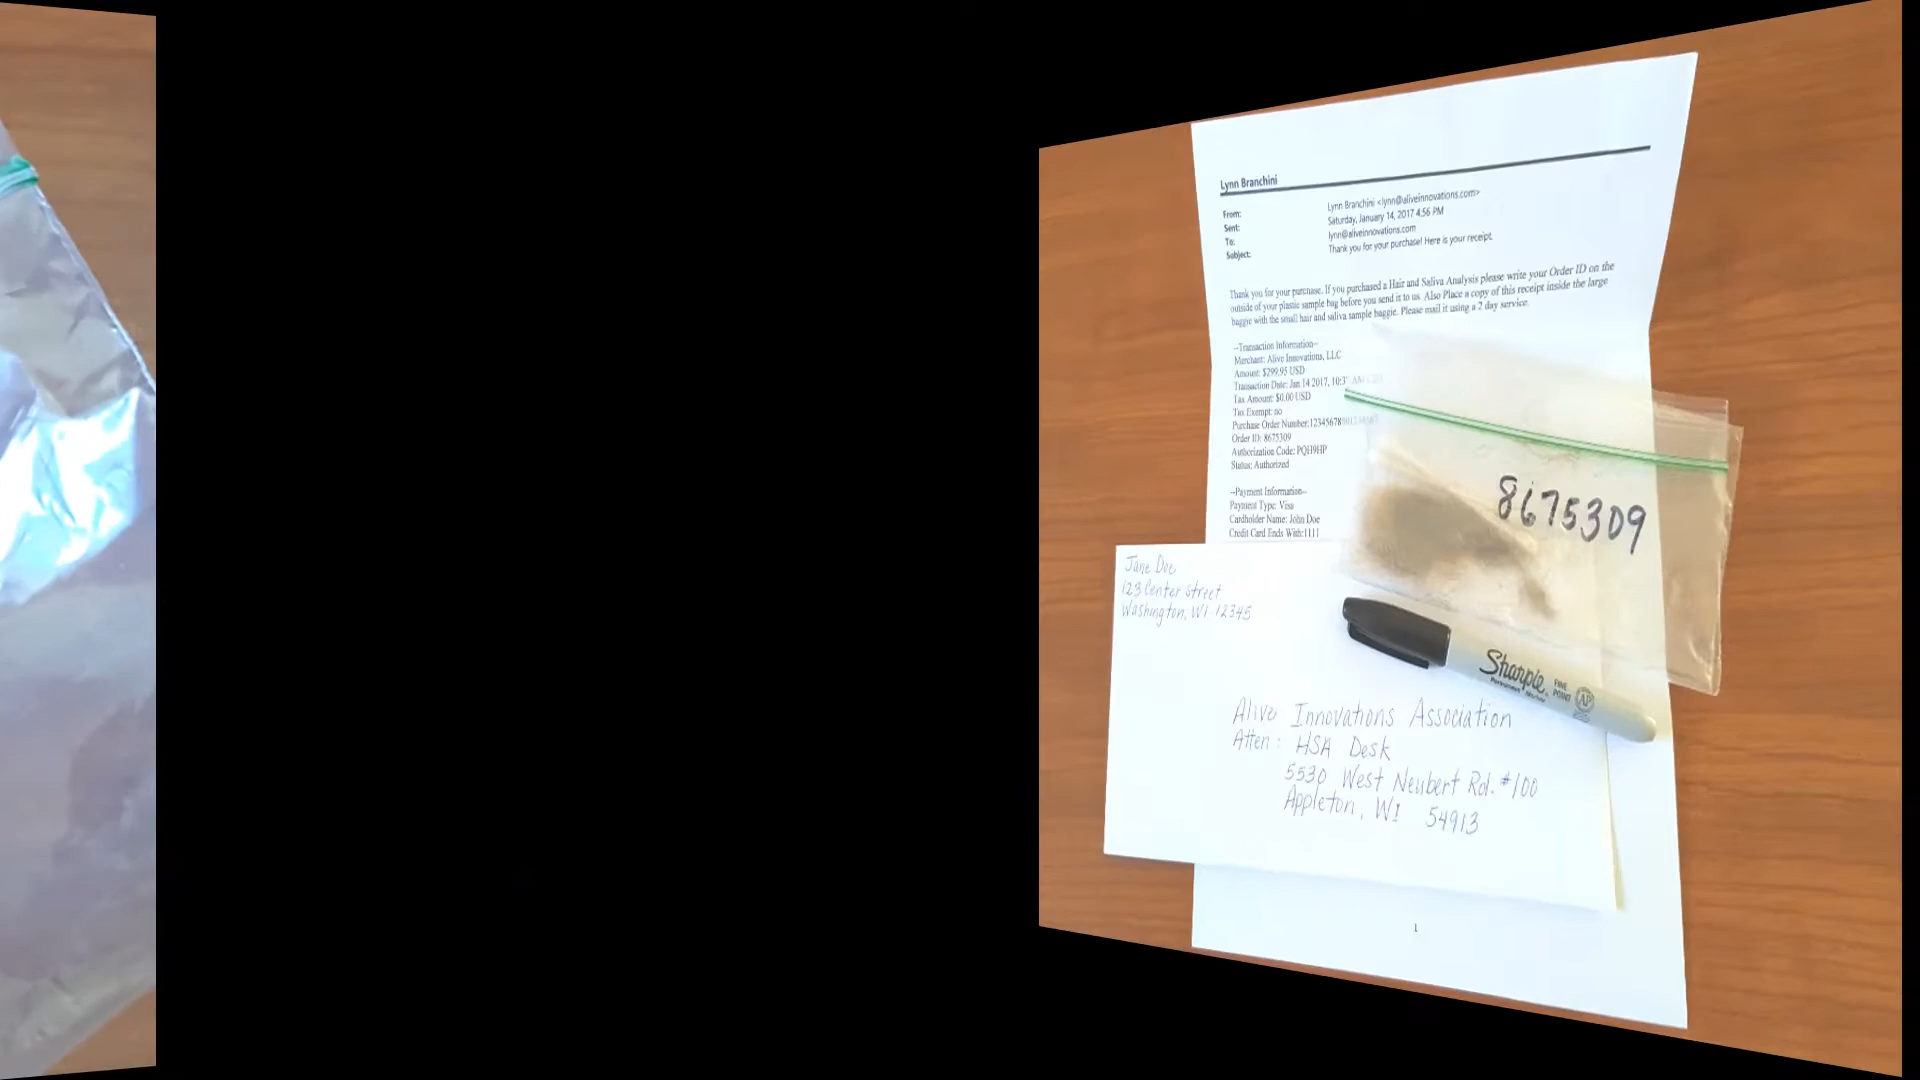 Lynn Branchini
From: Lynn Branchini <lynn@aliveinnovations.com>
Sent: Saturday, January 14, 2017 4:56 PM
To: lynn@aliveinnovations.com
Subject: Thank you for your purchase! Here is your receipt.
Thank you for your purchase. If you purchased a Hair and Saliva Analysis please write your Order ID on the
outside of your plastic sample bag before you send it to us. Also Place a copy of this receipt inside the large
baggie with the small hair and saliva sample baggie. Please mail it using a 2 day service.
--Transaction Information--
Merchant: Alive Innovations, LLC
Amount: $299.95 USD
Transaction Date: Jan 14 2017, 10:3
Tax Amount: $0.00 USD
Tax Exempt: no
Purchase Order Number:12345678
Order ID: 8675309
Authorization Code: PQH9HP
Status: Authorized
--Payment Information--
Payment Type: Visa
Cardholder Name: John Doe
Credit Card Ends With:1111
8675309
Jane Doe
123 Center Street
Washington, WI 12345
Sharpie
Permanent Marker
FINE
POINT
AP
Alive Innovations Association
Atten: HSA Desk
5530 West Neubert Rd. #100
Appleton, WI 54913
1